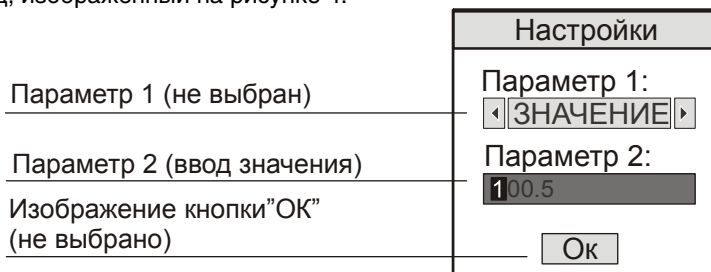 изображенный на рисунке 4.
Настройки
Параметр 1 (не выбран)
Параметр 1:
ЗНАЧЕНИЕ
Параметр 2 (ввод значения)
Параметр 2:
100.5
Изображение кнопки"ОК"
(не выбрано)
Ок